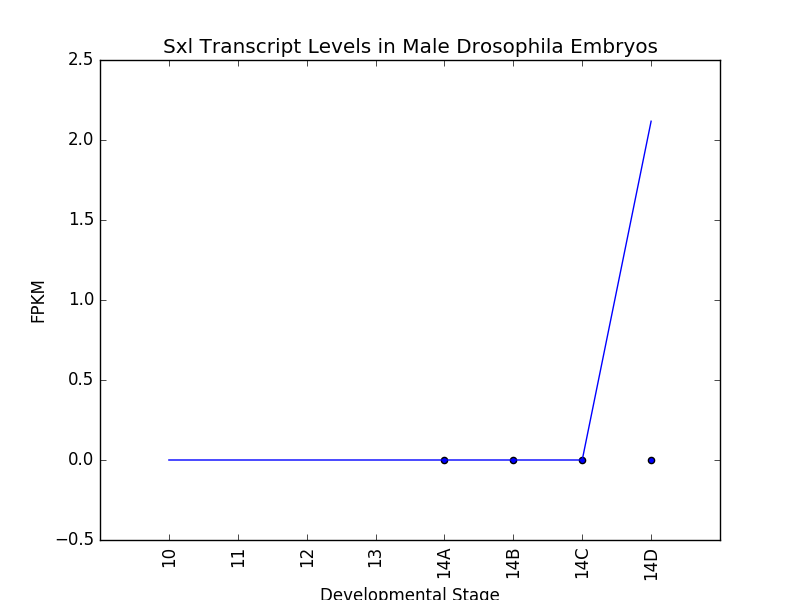 Sxl Transcript Levels in Male Drosophila Embryos
2.5
2.0
1.5
1.0
0.5
0.0
−0.5
FPKM
10 11 12 13 14A 14B 14C 14D
Developmental Stage